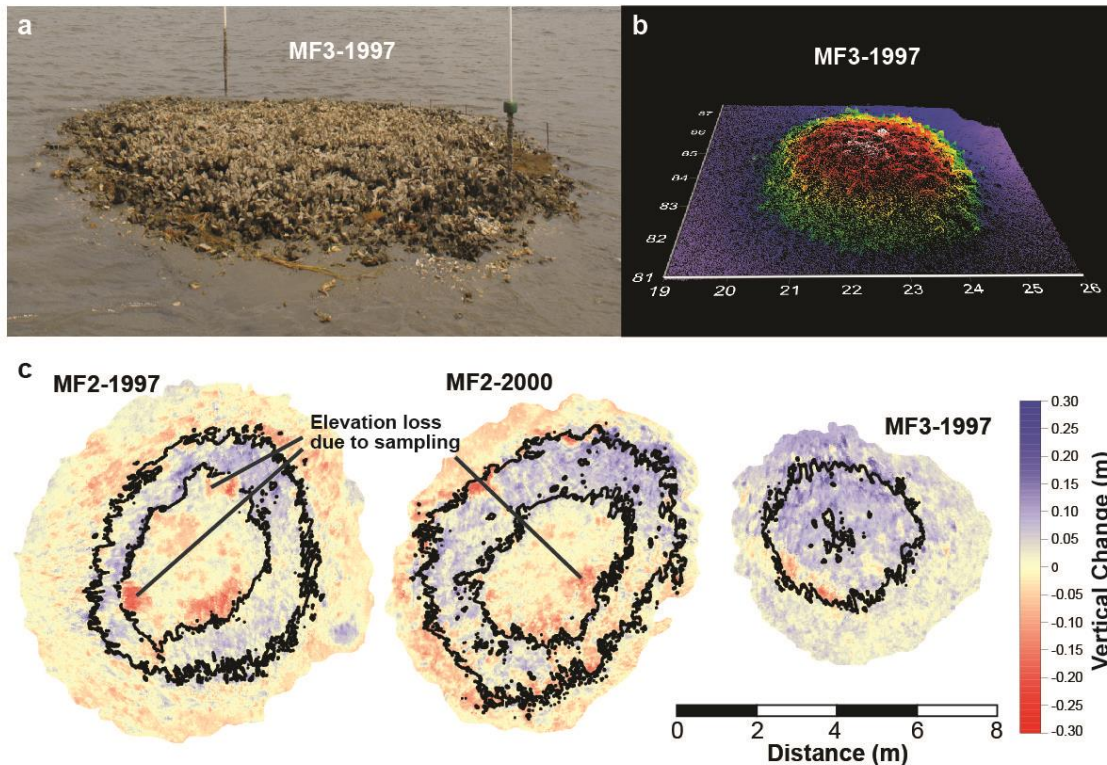 a
MF3-1997
b
MF3-1997
87
86
85
84
83
82
81
19
20
21
22
23
24
25
26
c
MF2-1997
MF2-2000
MF3-1997
Elevation loss
due to sampling
0.30
0.25
0.20
0.15
0.10
0.05
0
-0.05
-0.10
-0.15
-0.20
-0.25
-0.30
Vertical Change (m)
0 2 4 6 8
Distance (m)